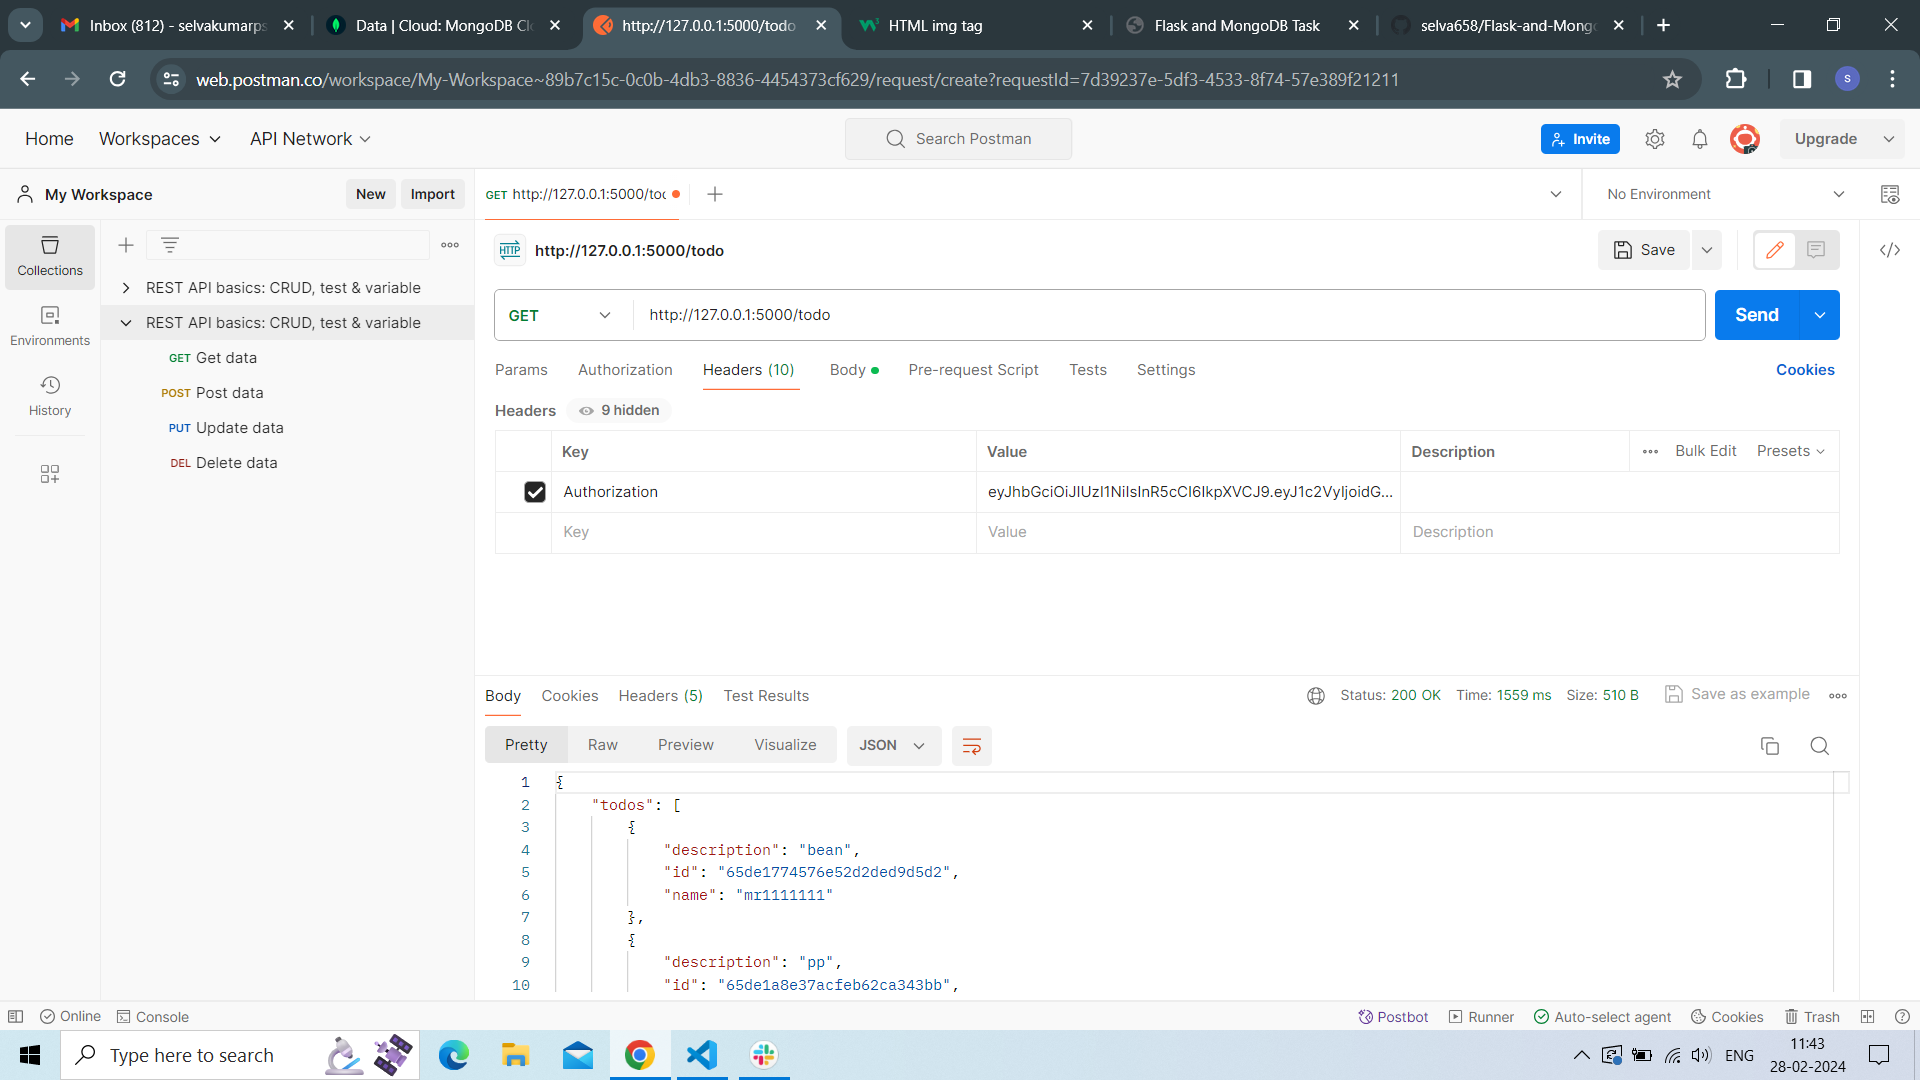 Inbox (812) - selvakumarps
Data | Cloud: MongoDB Clo
http://127.0.0.1:5000/todo
HTML img tag
Flask and MongoDB Task
selva658/Flask-and-Mongo
web.postman.co/workspace/My-Workspace~89b7c15c-0c0b-4db3-8836-4454373cf629/request/create?requestId=7d39237e-5df3-4533-8f74-57e389f21211
S
Home
Workspaces
API Network
Search Postman
Invite
Upgrade
My Workspace
New
Import
GET http://127.0.0.1:5000/to
No Environment
Collections
Environments
History
REST API basics: CRUD, test & variable
REST API basics: CRUD, test & variable
GET Get data
POST Post data
PUT Update data
DEL Delete data
HTTP
http://127.0.0.1:5000/todo
Save
GET
http://127.0.0.1:5000/todo
Send
Params
Authorization
Headers (10)
Body
Pre-request Script
Tests
Settings
Cookies
Headers
9 hidden
Key
Value
Description
Bulk Edit
Presets
Authorization
eyJhbGciOiJIUzI1NiIsInR5cCI6IkpXVCJ9.eyJ1c2VyIjoidG...
Key
Value
Description
Body
Cookies
Headers (5)
Test Results
Status: 200 OK
Time: 1559 ms
Size: 510 B
Save as example
Pretty
Raw
Preview
Visualize
JSON
1 {
2 "todos": [
3 {
4 "description": "bean",
5 "id": "65de1774576e52d2ded9d5d2",
6 "name": "mr1111111"
7 },
8 {
9 "description": "pp",
10 "id": "65de1a8e37acfeb62ca343bb",
Online
Console
Postbot
Runner
Auto-select agent
Cookies
Trash
Type here to search
ENG
11:43
28-02-2024